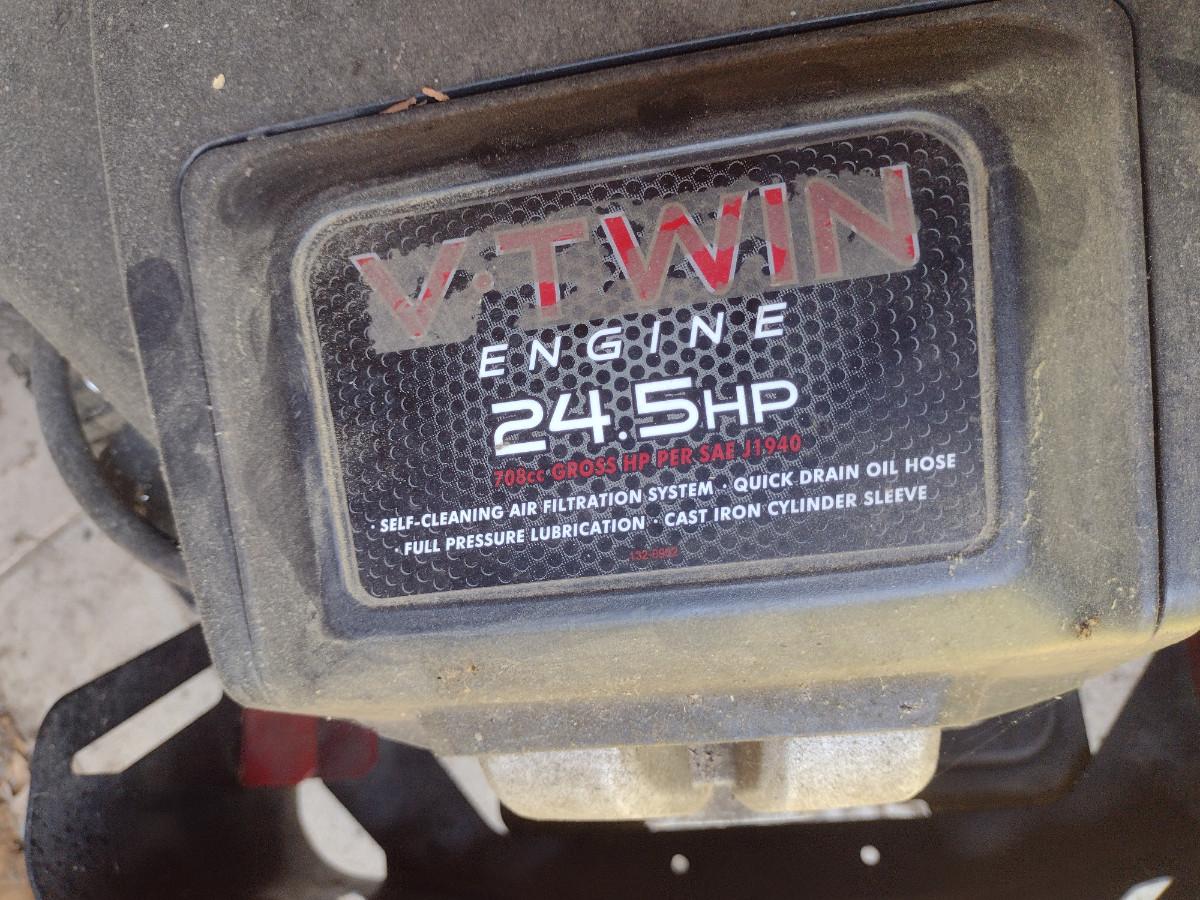 V·TWIN
ENGINE
24.5HP
708cc GROSS HP PER SAE J1940
· SELF-CLEANING AIR FILTRATION SYSTEM · QUICK DRAIN OIL HOSE
· FULL PRESSURE LUBRICATION · CAST IRON CYLINDER SLEEVE